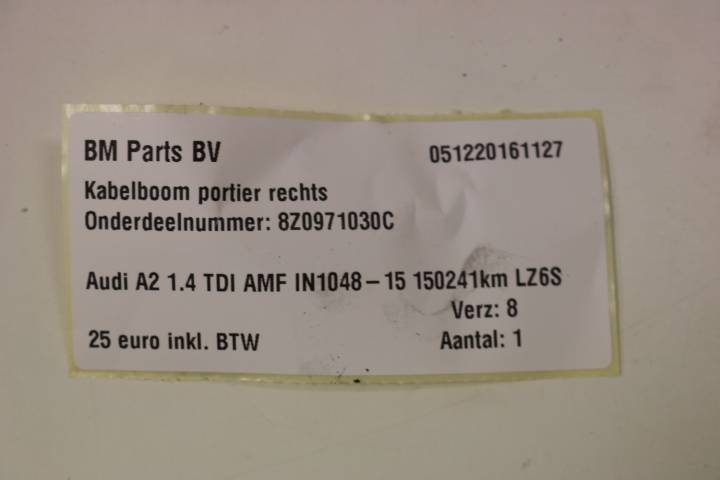 BM Parts BV 051220161127
Kabelboom portier rechts
Onderdeelnummer: 8Z0971030C
Audi A2 1.4 TDI AMF IN1048-15 150241km LZ6S
Verz: 8
25 euro inkl. BTW Aantal: 1